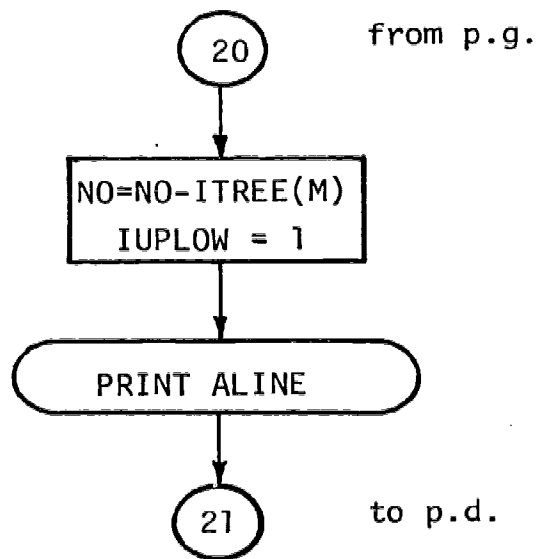 20
from p.g.
NO=NO-ITREE(M)
IUPLOW = 1
PRINT ALINE
21
to p.d.